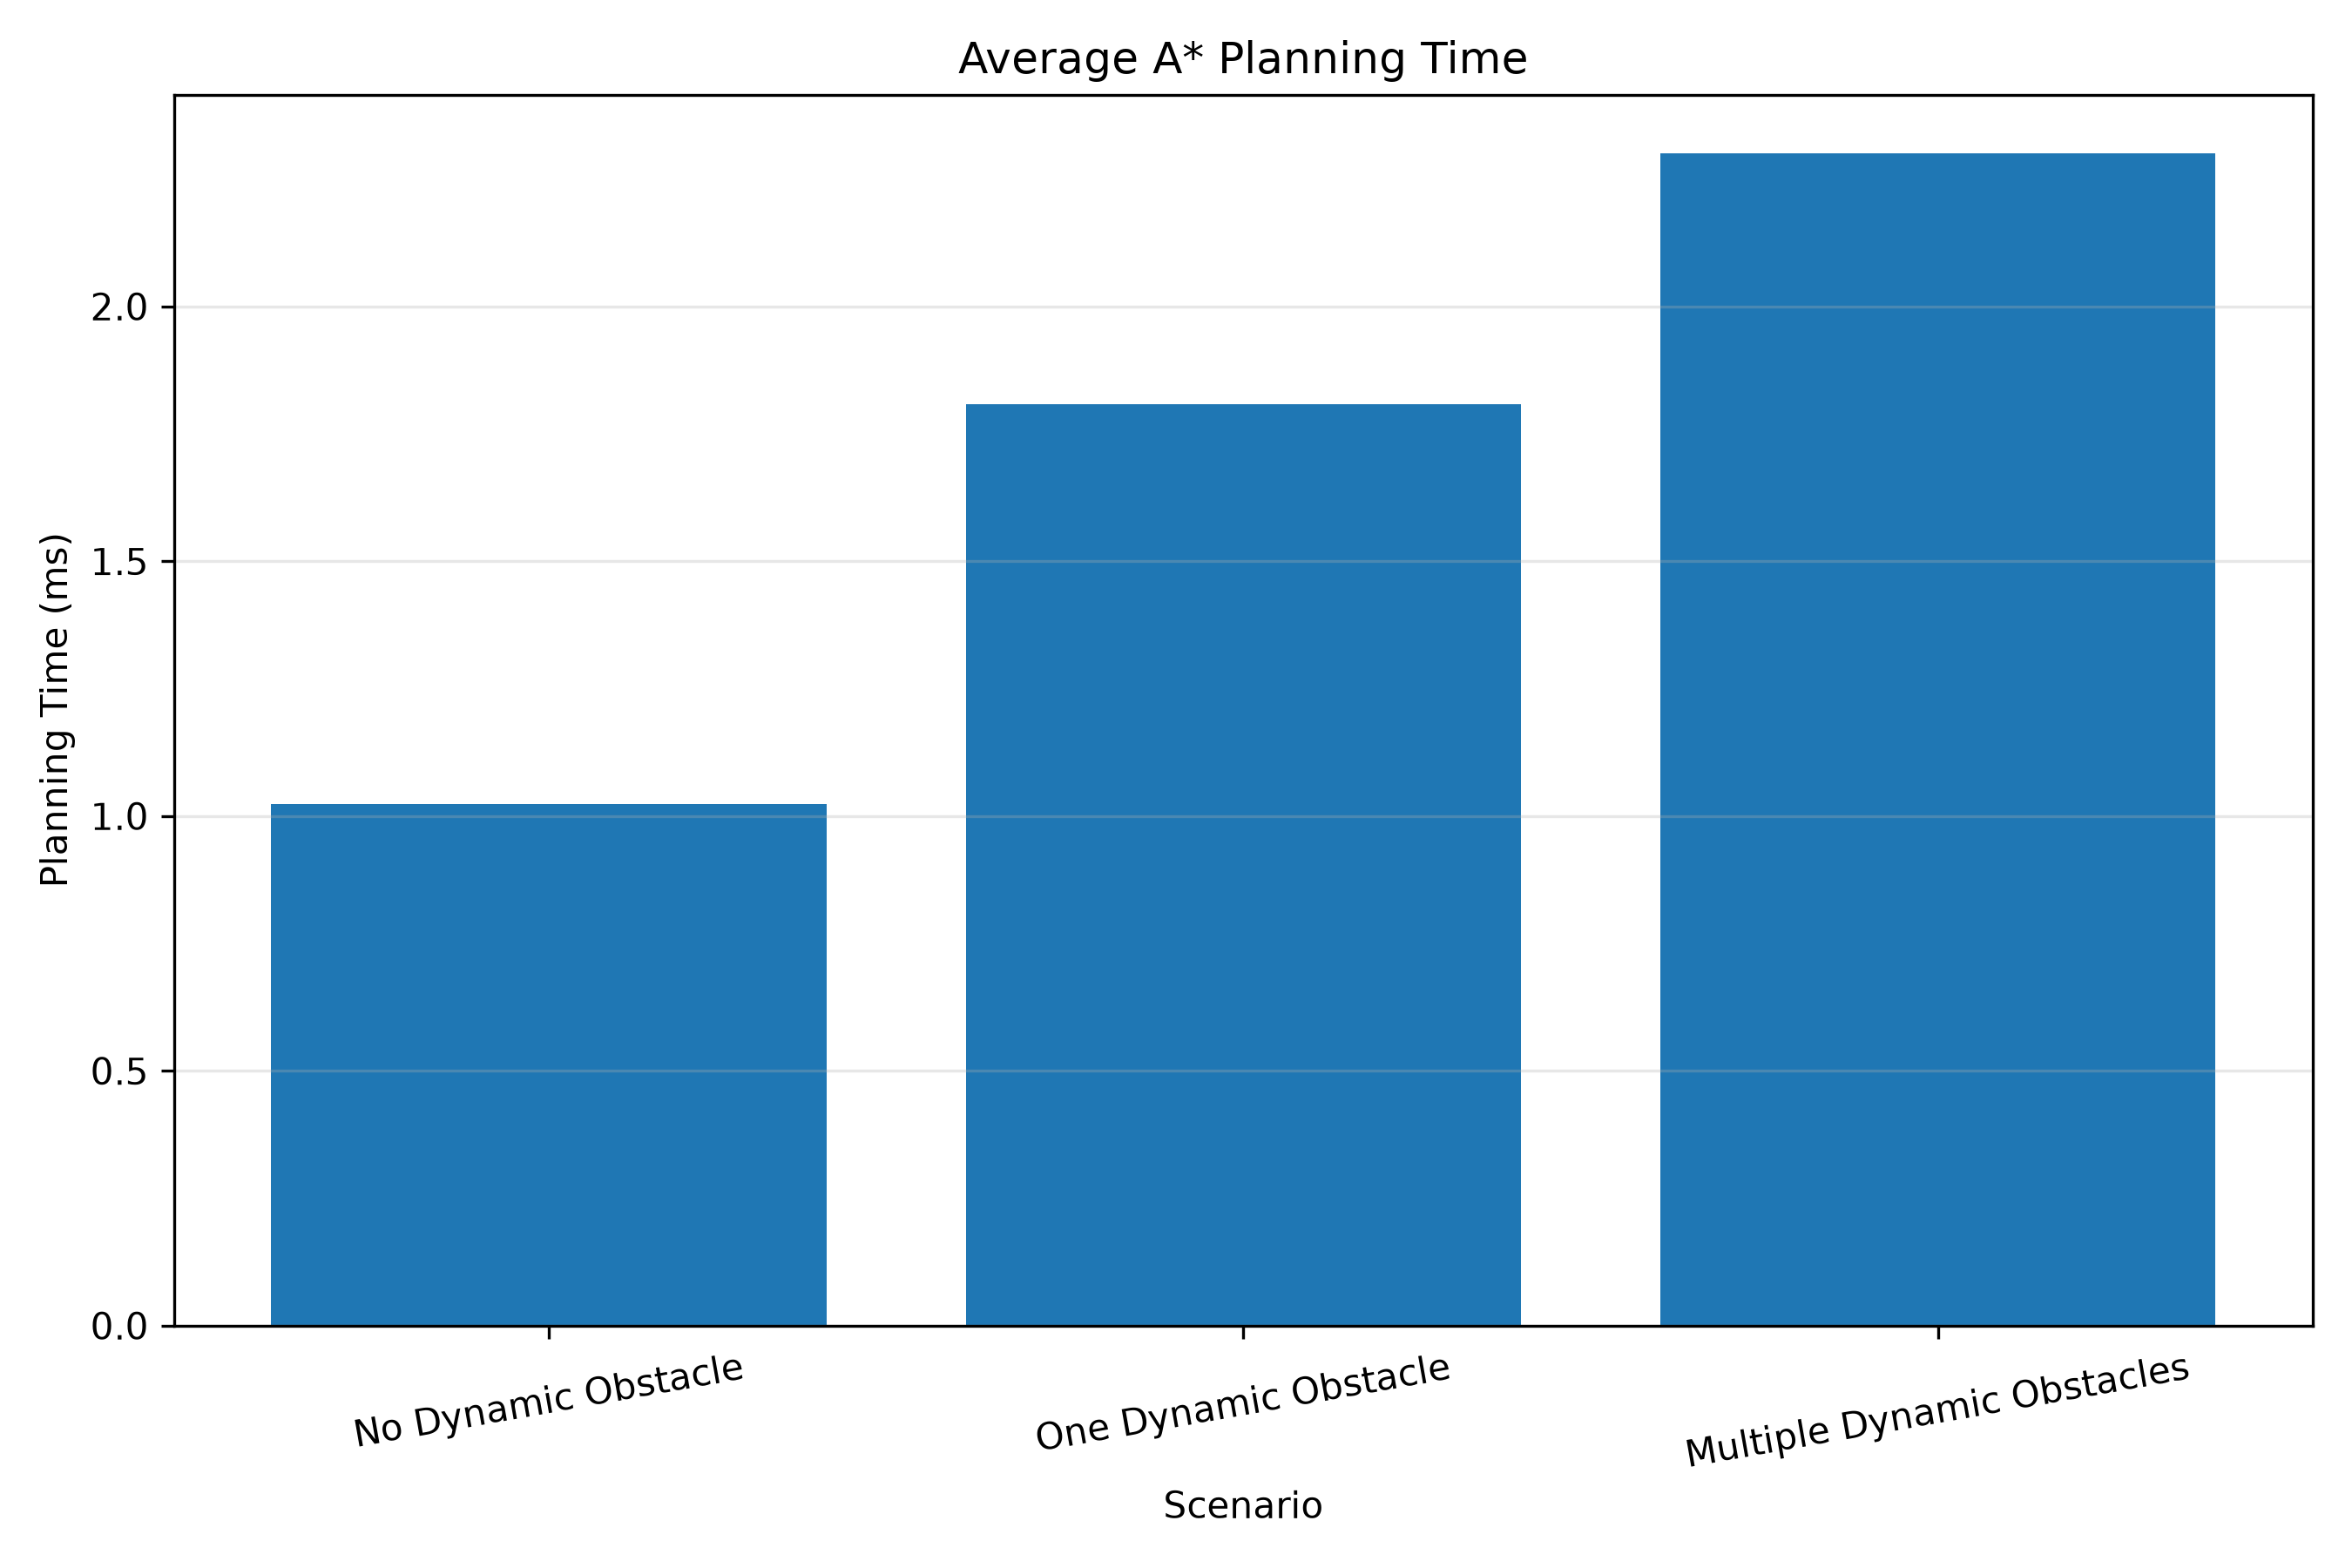 Average A* Planning Time
Planning Time (ms)
2.0
1.5
1.0
0.5
0.0
No Dynamic Obstacle
One Dynamic Obstacle
Multiple Dynamic Obstacles
Scenario